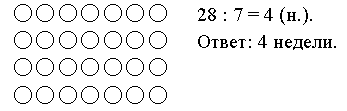 28 : 7 = 4 (н.).
Ответ: 4 недели.